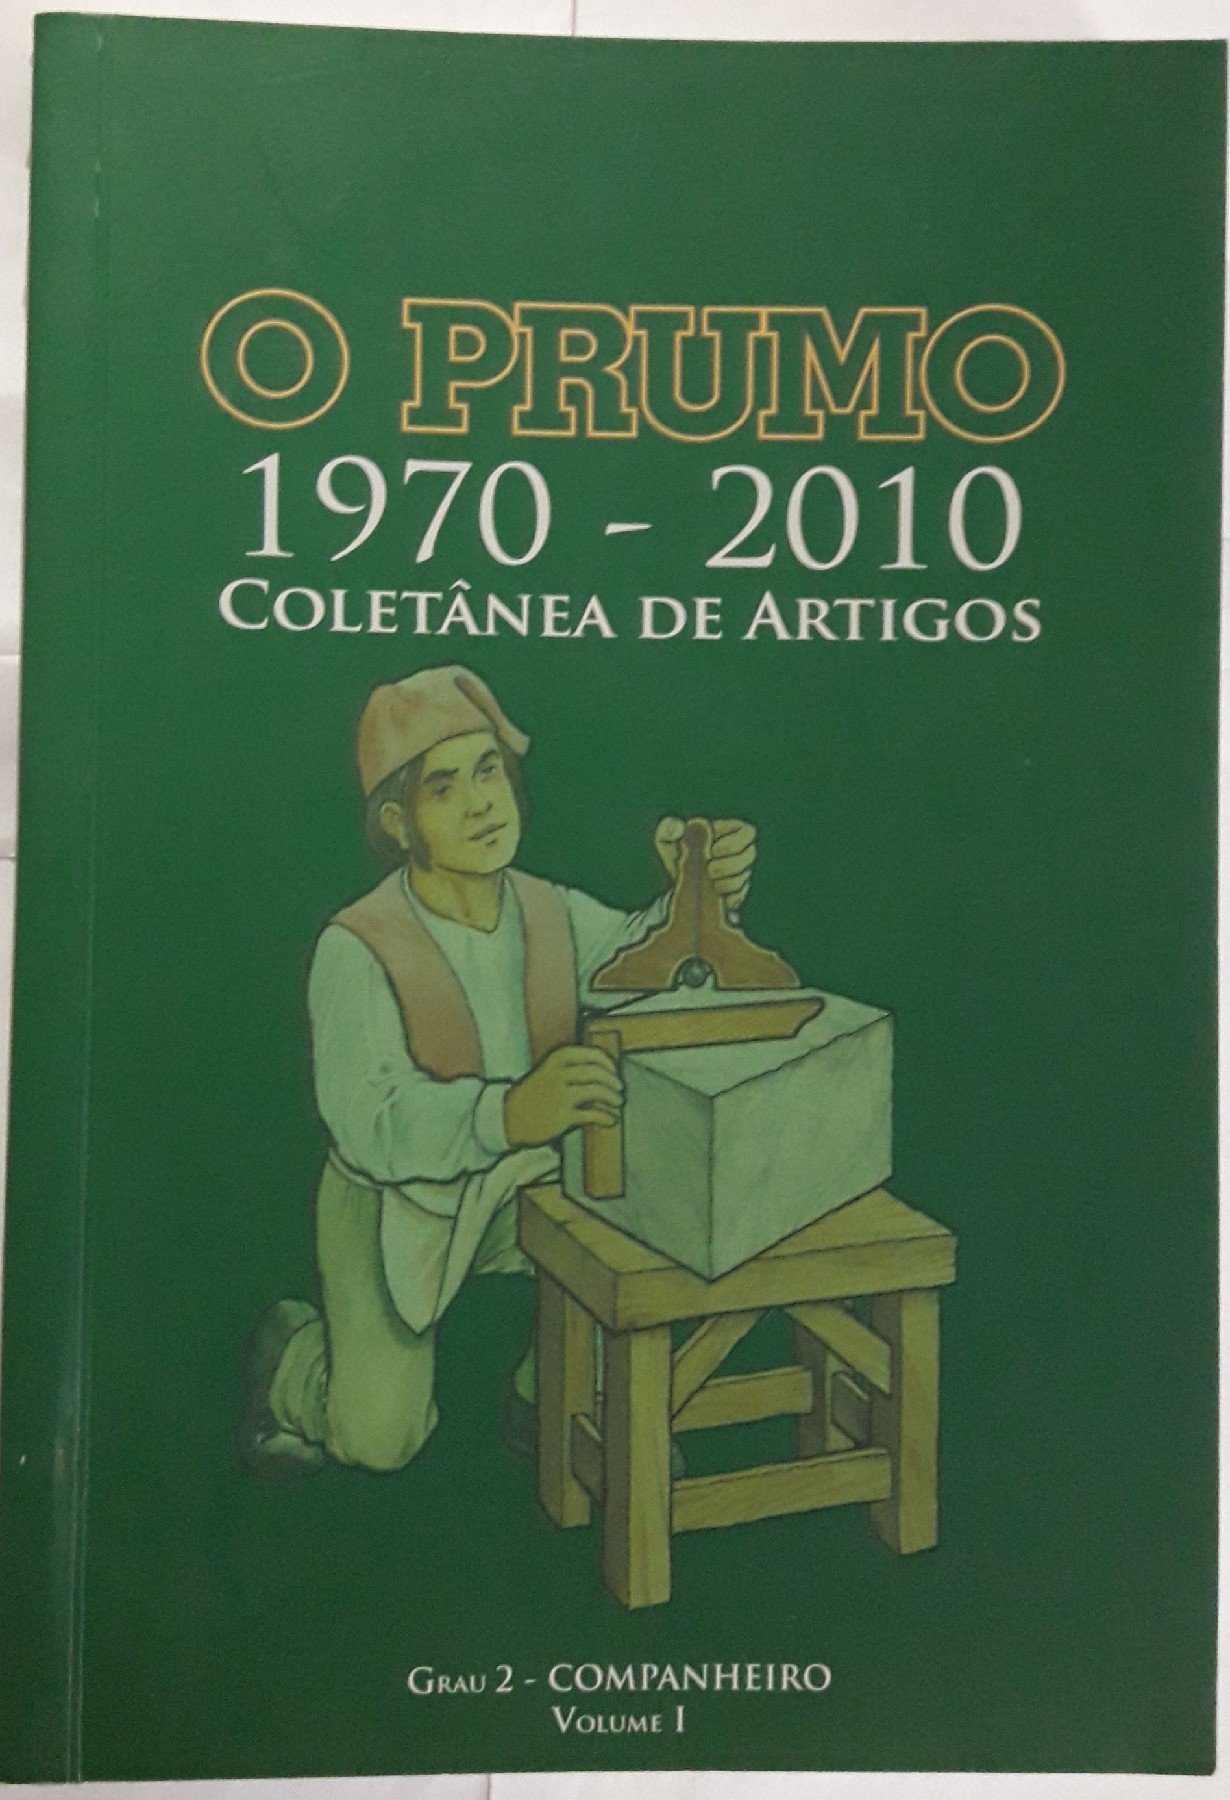 O PRUMO
1970 - 2010
COLETÂNEA DE ARTIGOS
GRAU 2 - COMPANHEIRO
VOLUME I